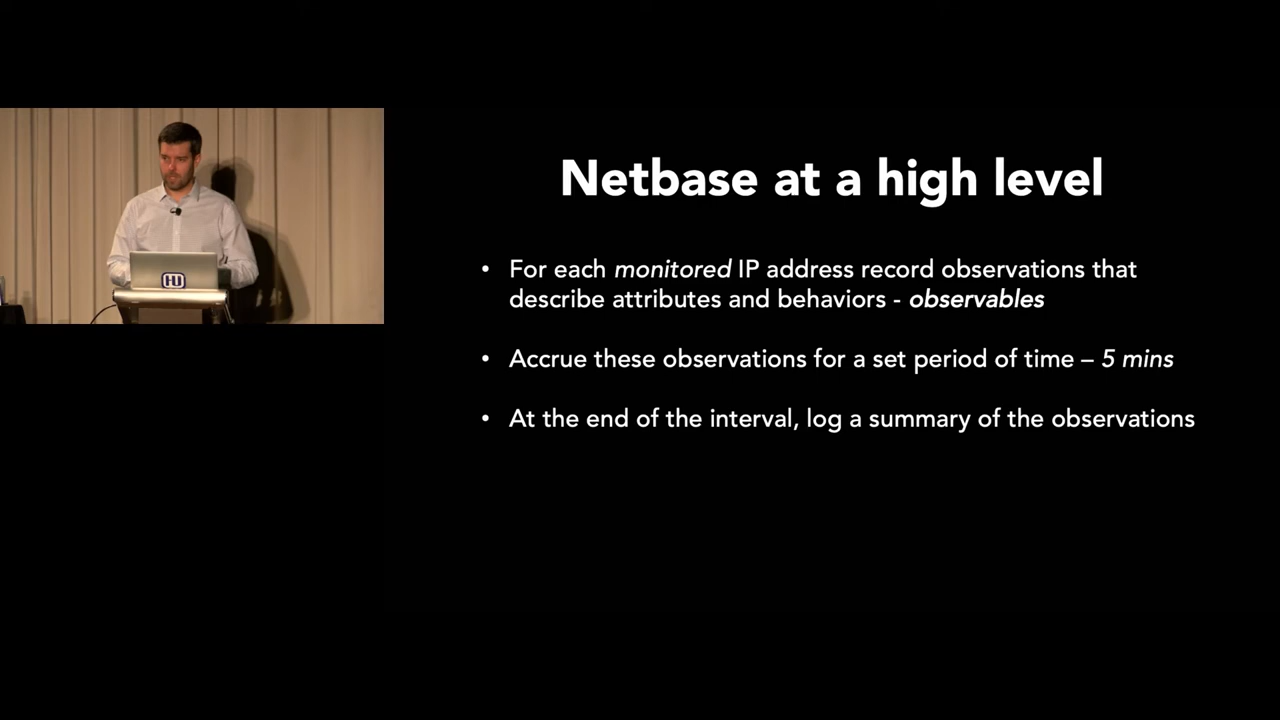 Netbase at a high level
• For each monitored IP address record observations that
describe attributes and behaviors - observables
• Accrue these observations for a set period of time – 5 mins
• At the end of the interval, log a summary of the observations